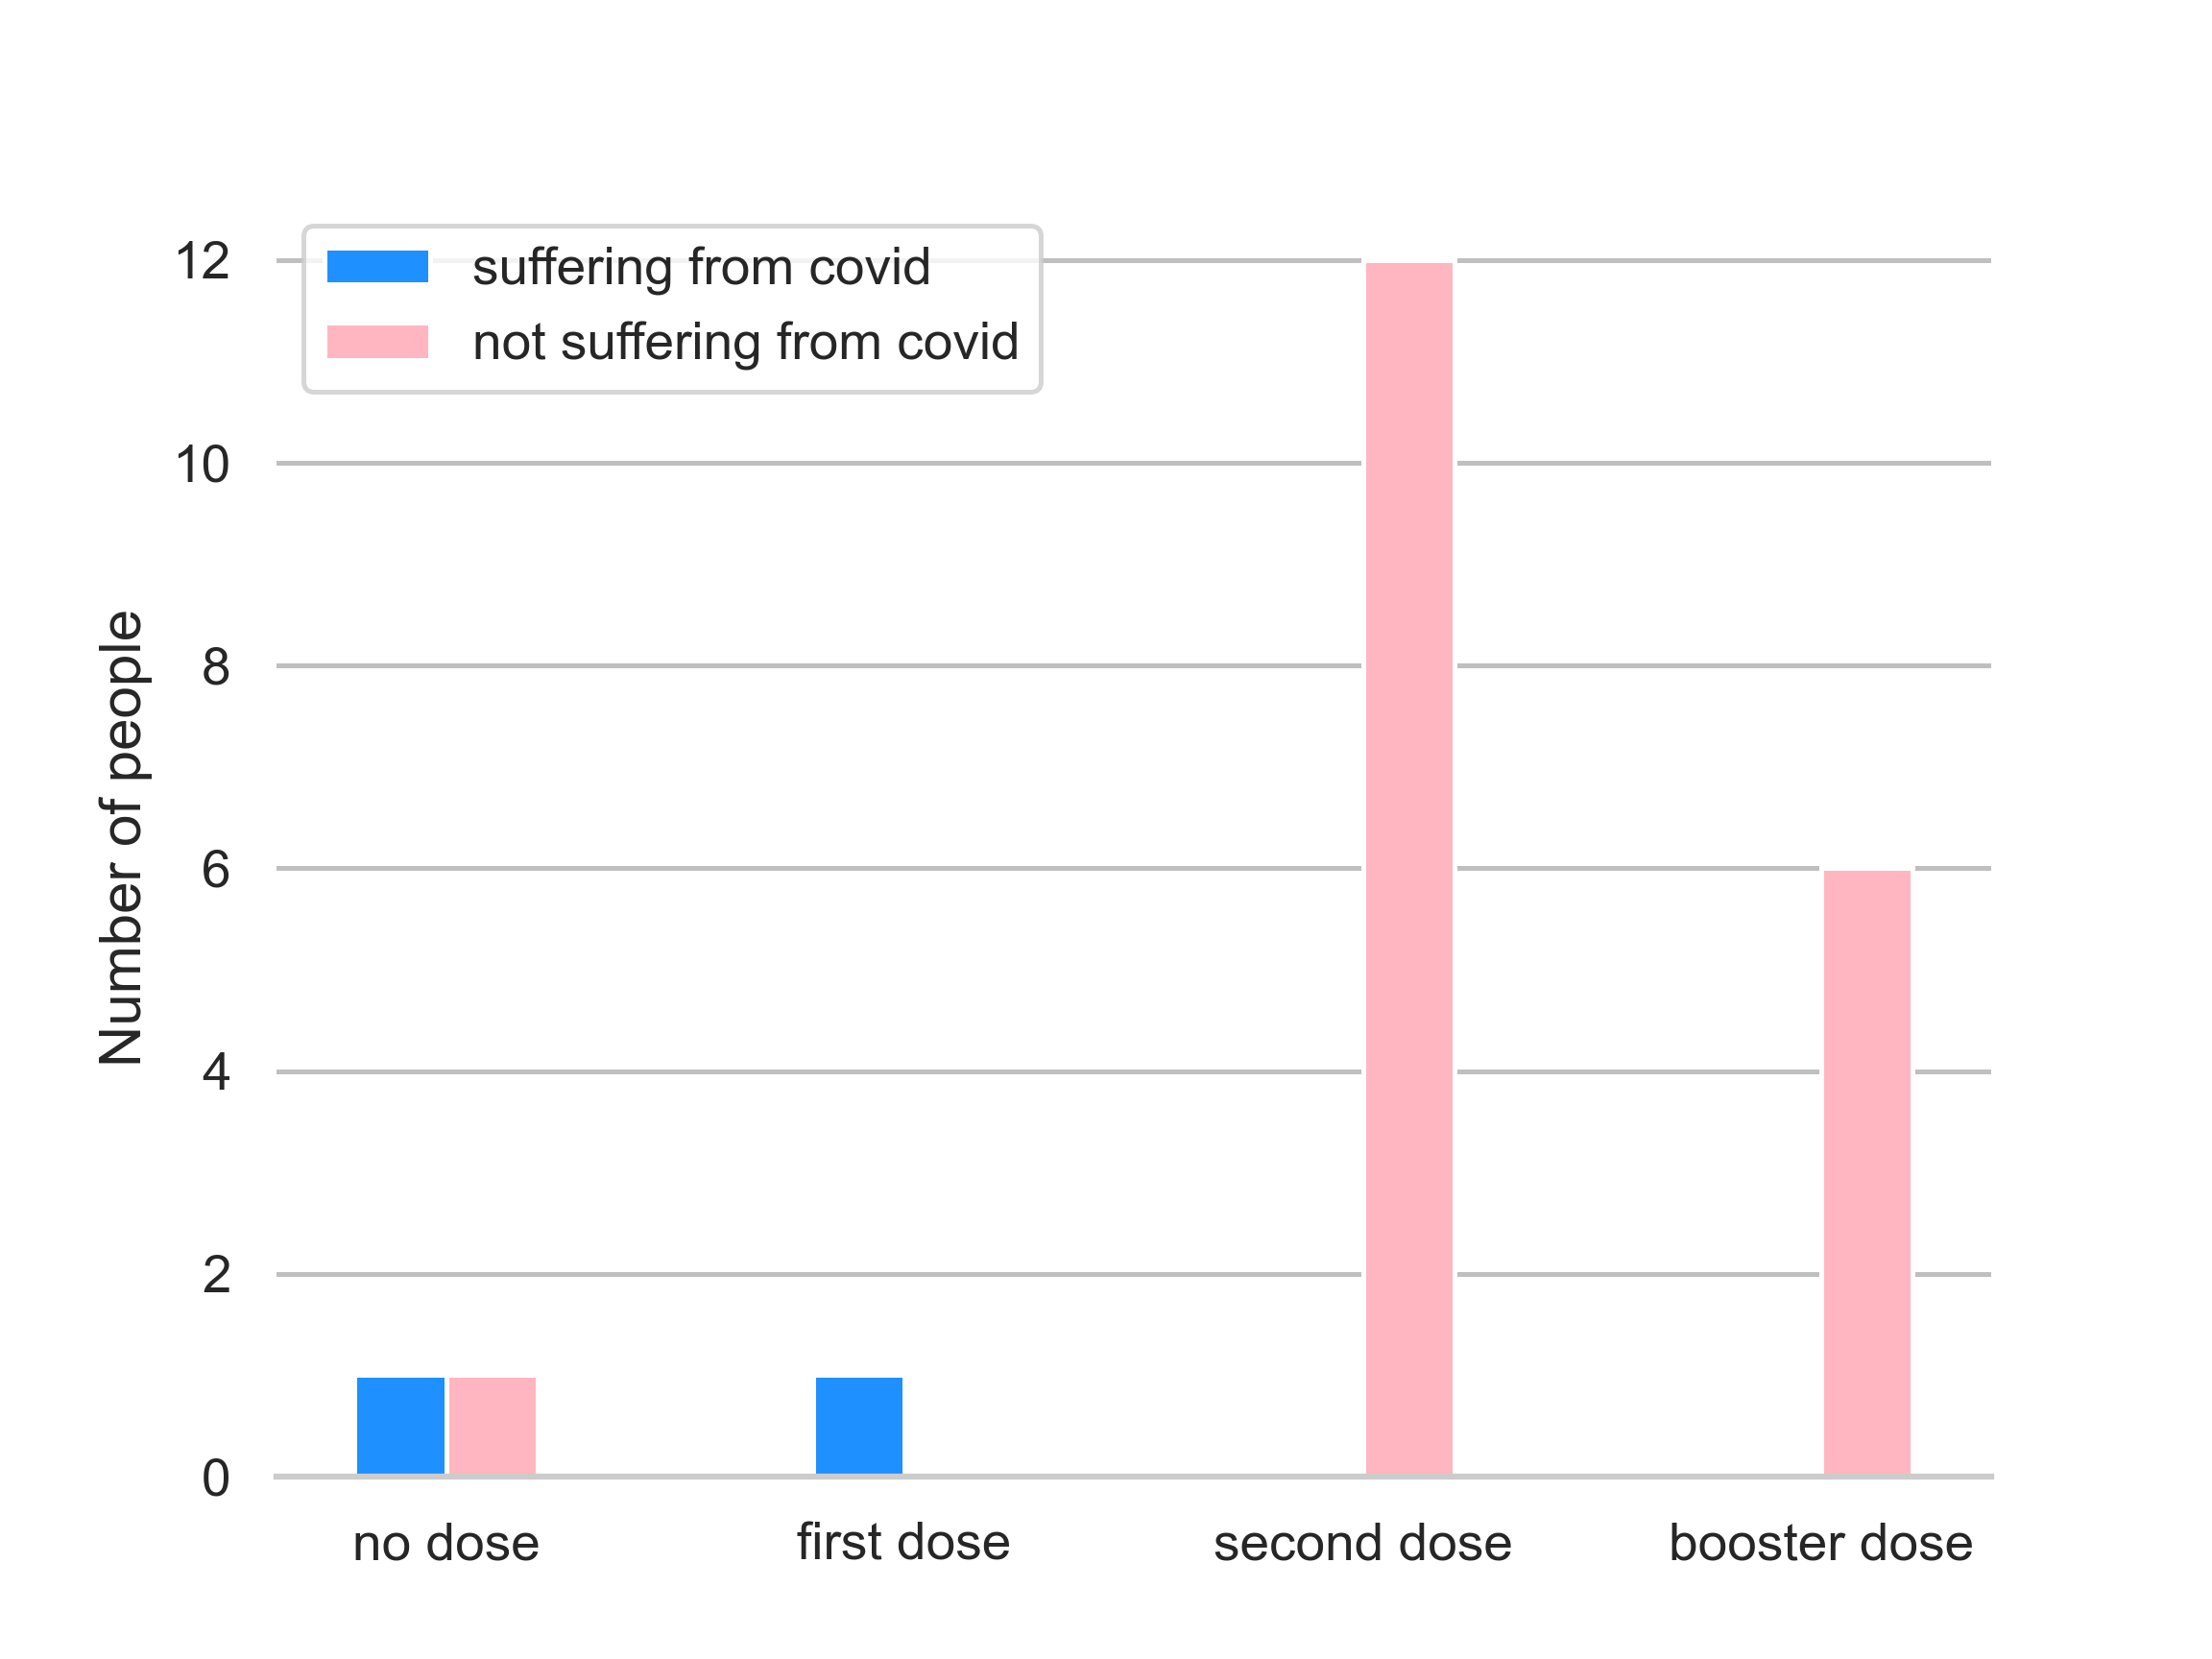 suffering from covid
not suffering from covid
12
10
8
6
4
2
0
Number of people
no dose
first dose
second dose
booster dose